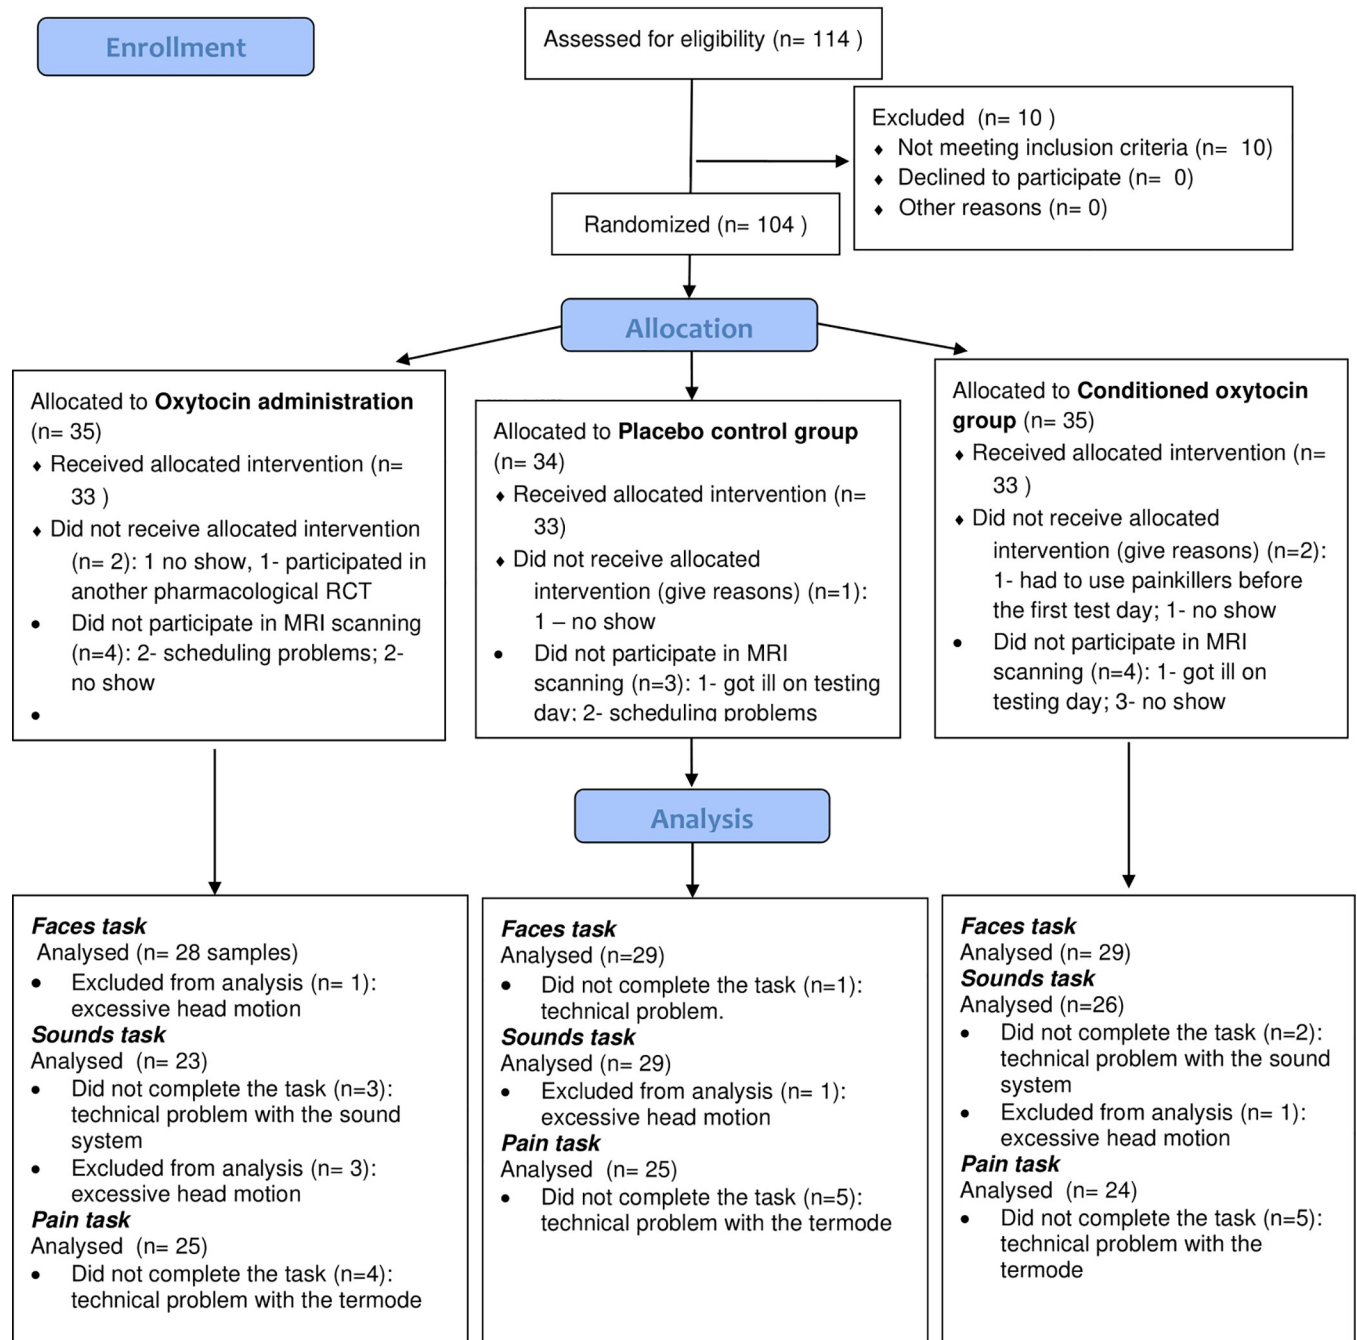 Enrollment
Assessed for eligibility (n= 114 )
Excluded  (n= 10 )
♦ Not meeting inclusion criteria (n=  10)
♦ Declined to participate (n=  0)
♦ Other reasons (n= 0)
Randomized (n= 104 )
Allocation
Allocated to Oxytocin administration
(n= 35)
♦ Received allocated intervention (n=
33 )
♦ Did not receive allocated intervention
(n= 2): 1 no show, 1- participated in
another pharmacological RCT
• Did not participate in MRI scanning
(n=4): 2- scheduling problems; 2-
no show
•
Allocated to Placebo control group
(n= 34)
♦ Received allocated intervention (n=
33)
♦ Did not receive allocated
intervention (give reasons) (n=1):
1 – no show
• Did not participate in MRI
scanning (n=3): 1- got ill on testing
day; 2- scheduling problems
Allocated to Conditioned oxytocin
group (n= 35)
♦ Received allocated intervention (n=
33 )
♦ Did not receive allocated
intervention (give reasons) (n=2):
1- had to use painkillers before
the first test day; 1- no show
• Did not participate in MRI
scanning (n=4): 1- got ill on
testing day; 3- no show
Analysis
Faces task
Analysed (n= 28 samples)
• Excluded from analysis (n= 1):
excessive head motion
Sounds task
Analysed  (n= 23)
• Did not complete the task (n=3):
technical problem with the sound
system
• Excluded from analysis (n= 3):
excessive head motion
Pain task
Analysed  (n= 25)
• Did not complete the task (n=4):
technical problem with the termode
Faces task
Analysed (n=29)
• Did not complete the task (n=1):
technical problem.
Sounds task
Analysed (n= 29)
• Excluded from analysis (n= 1):
excessive head motion
Pain task
Analysed  (n= 25)
• Did not complete the task (n=5):
technical problem with the termode
Faces task
Analysed (n= 29)
Sounds task
Analysed (n=26)
• Did not complete the task (n=2):
technical problem with the sound
system
• Excluded from analysis (n= 1):
excessive head motion
Pain task
Analysed  (n= 24)
• Did not complete the task (n=5):
technical problem with the
termode